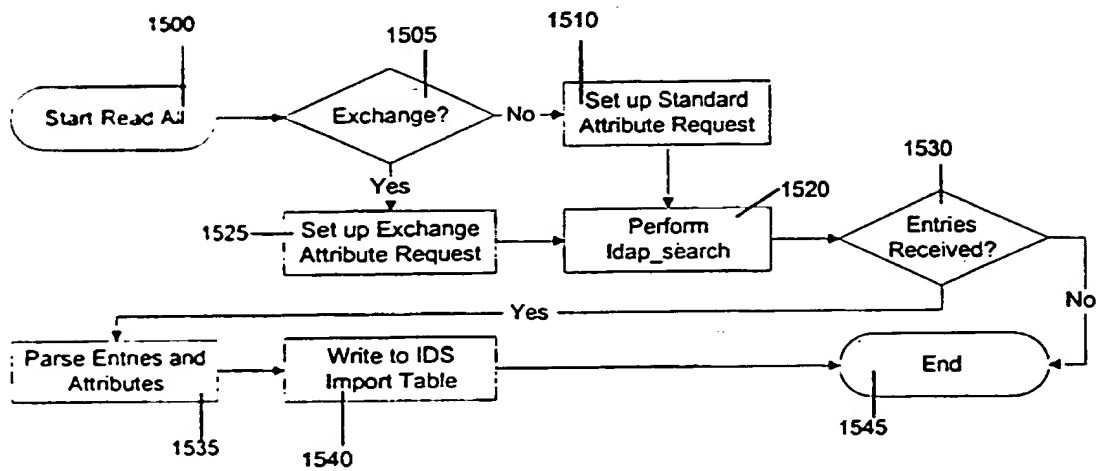 1500
1505
1510
Start Read All
Exchange?
No
Set up Standard
Attribute Request
1530
Yes
1520
1525
Set up Exchange
Attribute Request
Perform
ldap_search
Entries
Received?
No
Yes
Parse Entries and
Attributes
Write to IDS
Import Table
End
1535
1540
1545